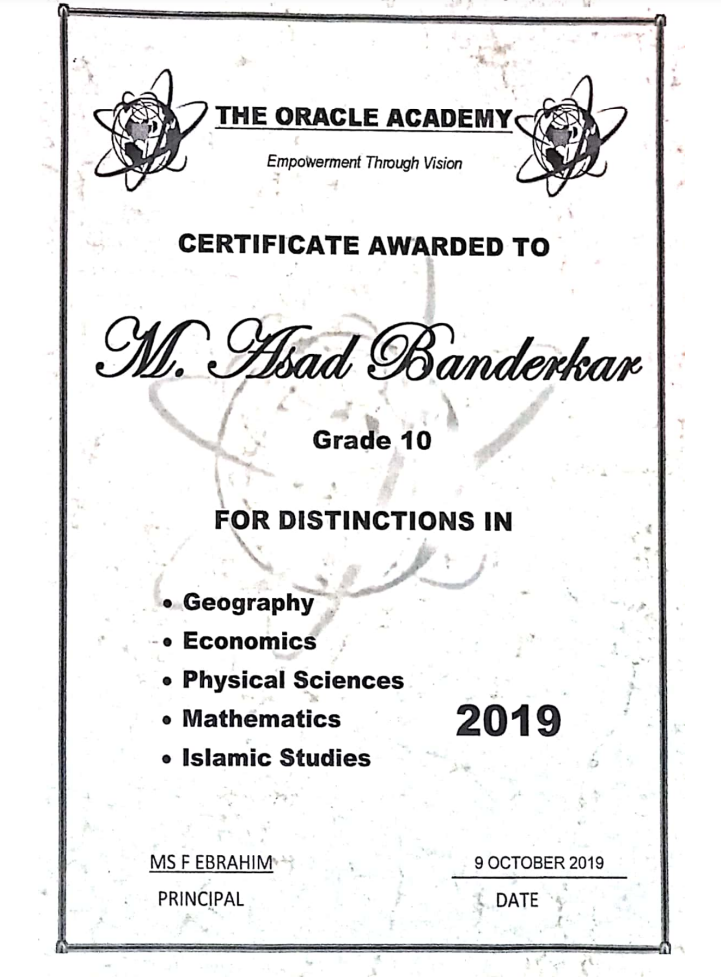 THE ORACLE ACADEMY
Empowerment Through Vision
CERTIFICATE AWARDED TO
M. Asad Banderkar
Grade 10
FOR DISTINCTIONS IN
• Geography
• Economics
• Physical Sciences
• Mathematics
• Islamic Studies
2019
MS F EBRAHIM
PRINCIPAL
9 OCTOBER 2019
DATE